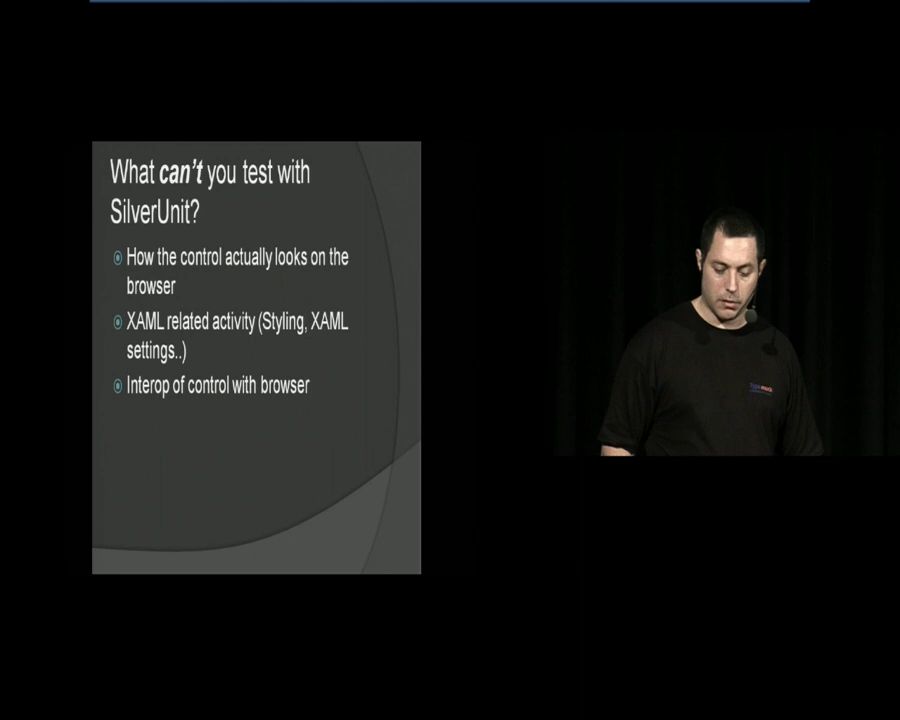 What can't you test with
SilverUnit?
How the control actually looks on the
browser
XAML related activity (Styling, XAML
settings..)
Interop of control with browser